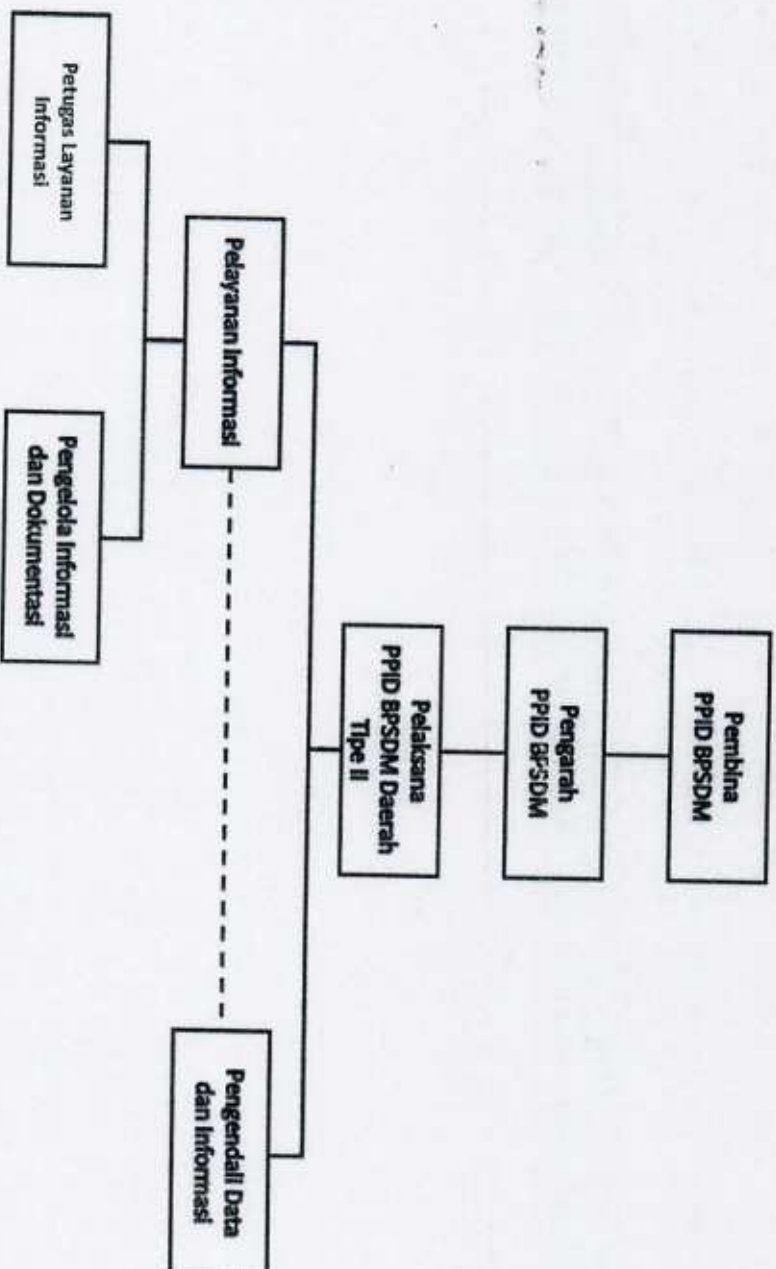 Pembina
PPID BPSDM
Pengarah
PPID BPSDM
Pelaksana
PPID BPSDM Daerah
Tipe II
Pelayanan Informasi
Pengendali Data
dan Informasi
Petugas Layanan
Informasi
Pengelola Informasi
dan Dokumentasi